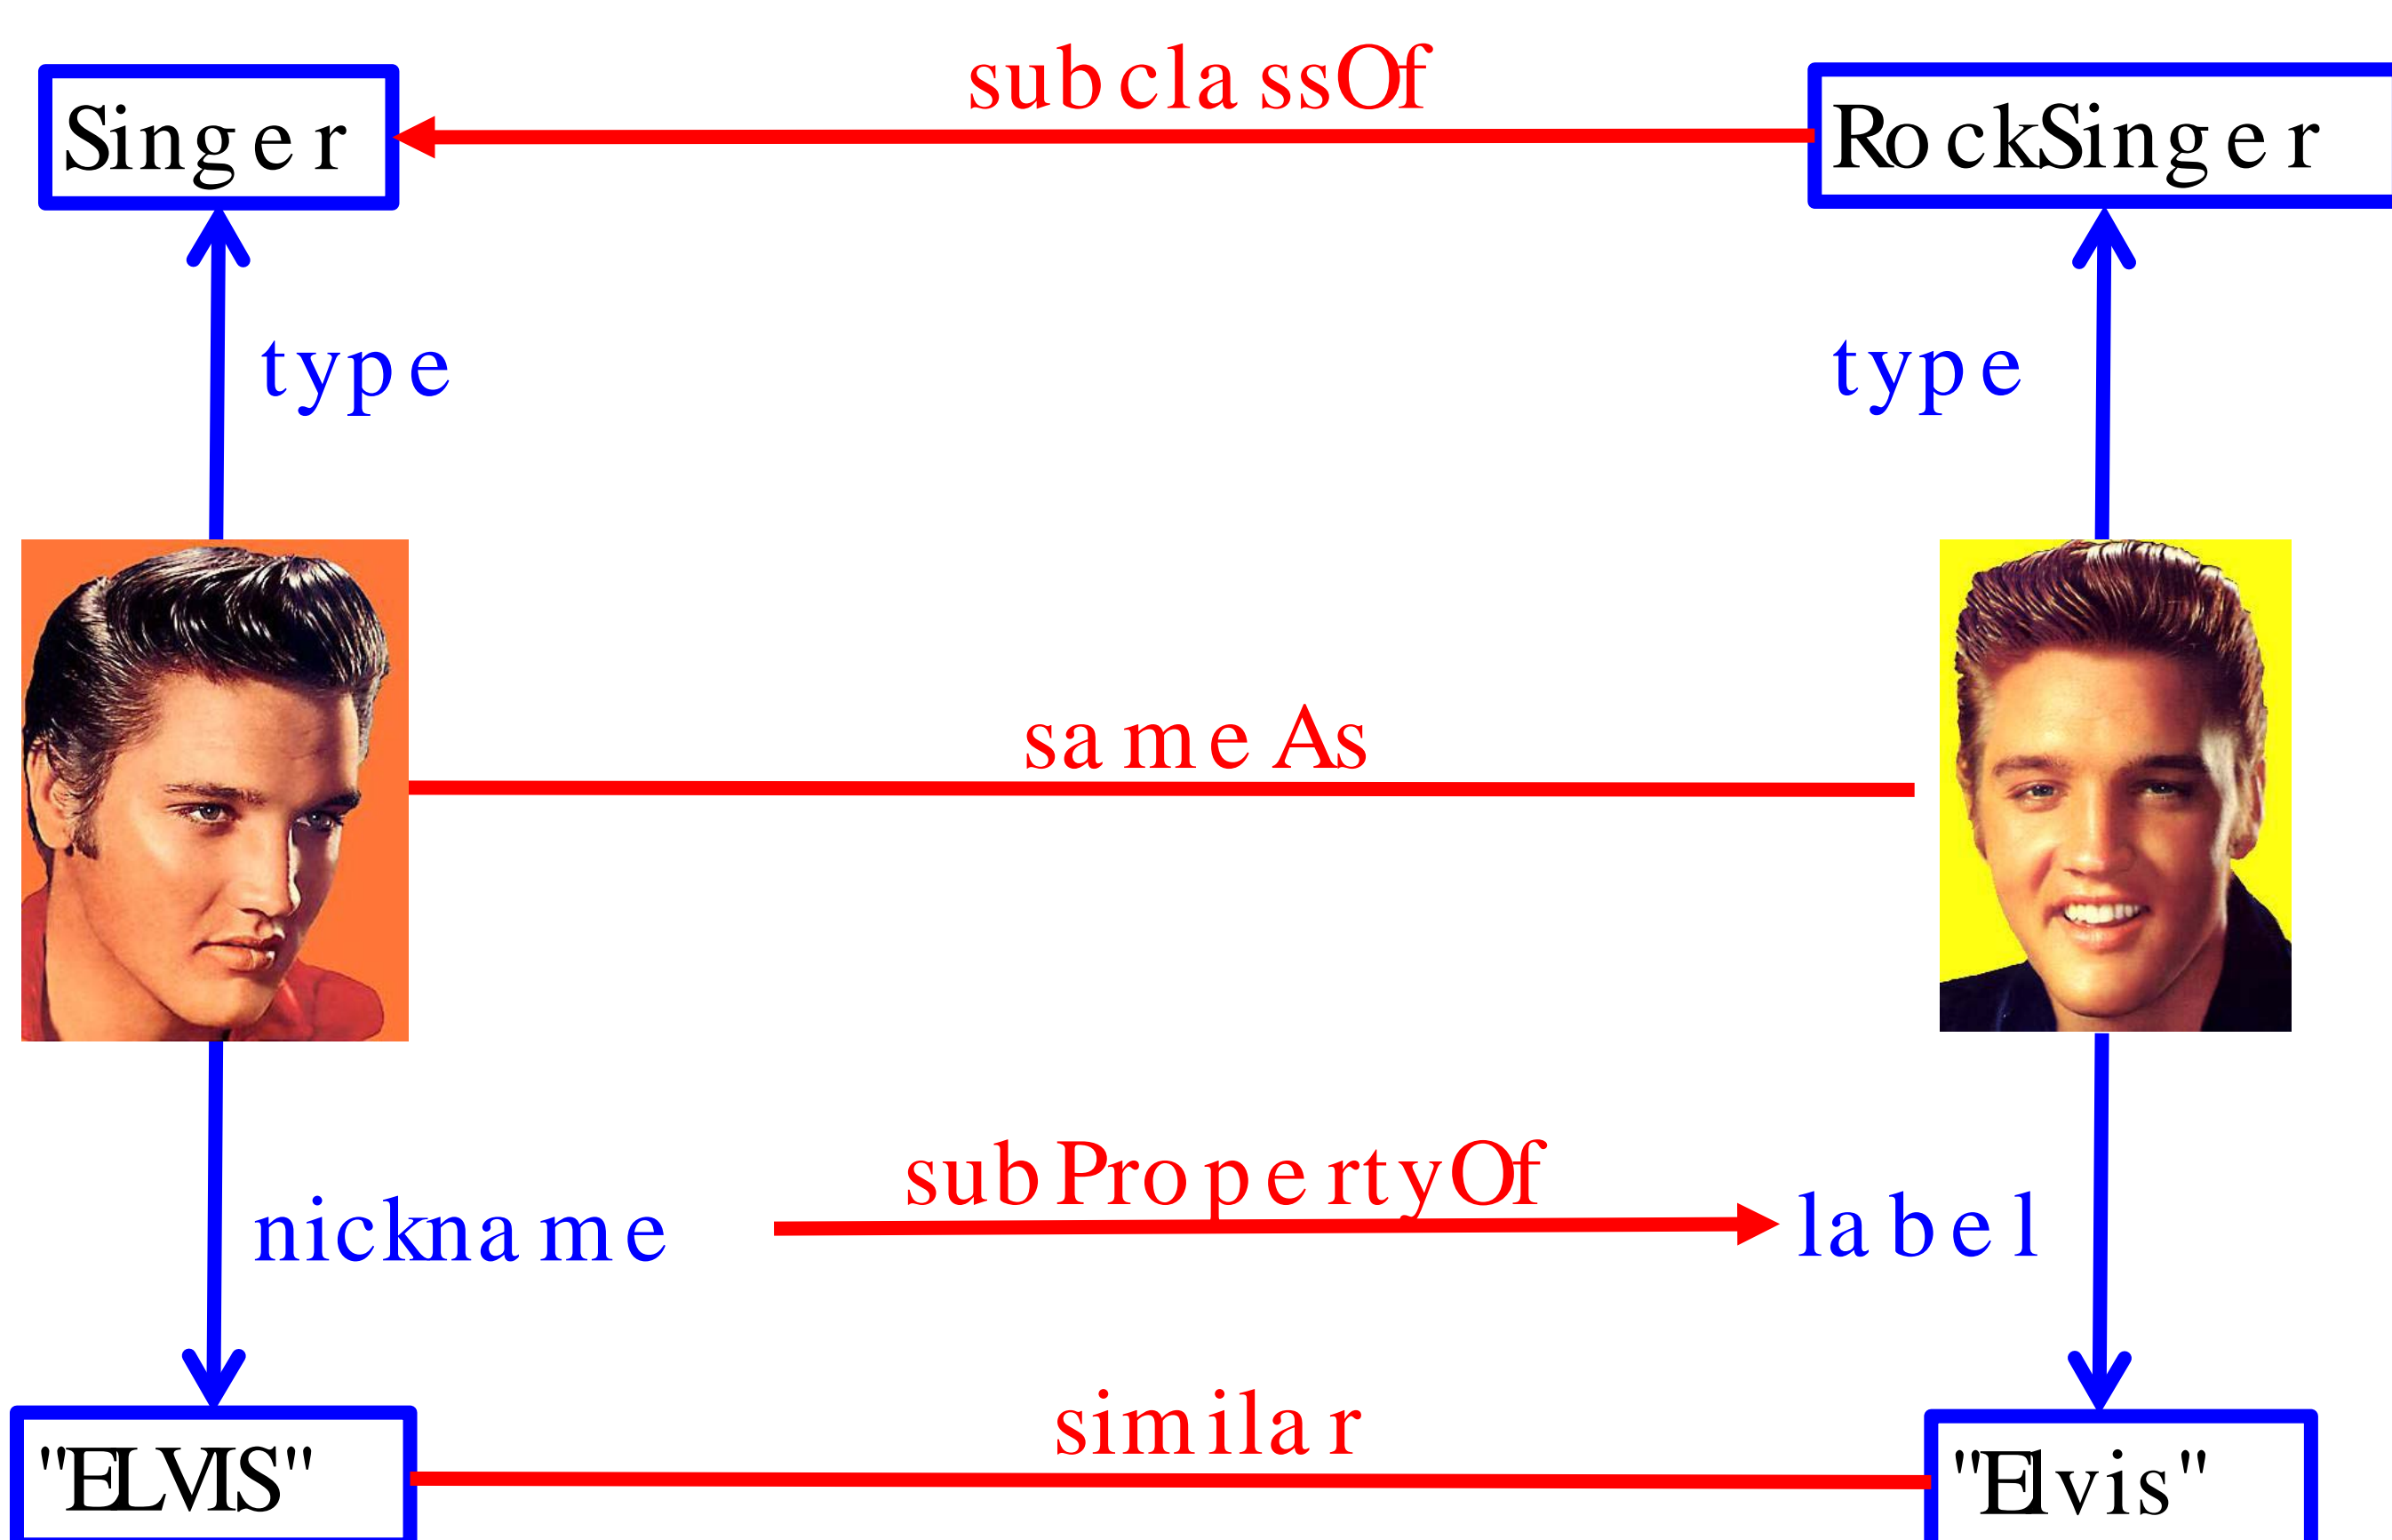 subclassOf
Singer
RockSinger
type
type
sameAs
subPropertyOf
nickname
label
similar
"ELVIS"
"Elvis"